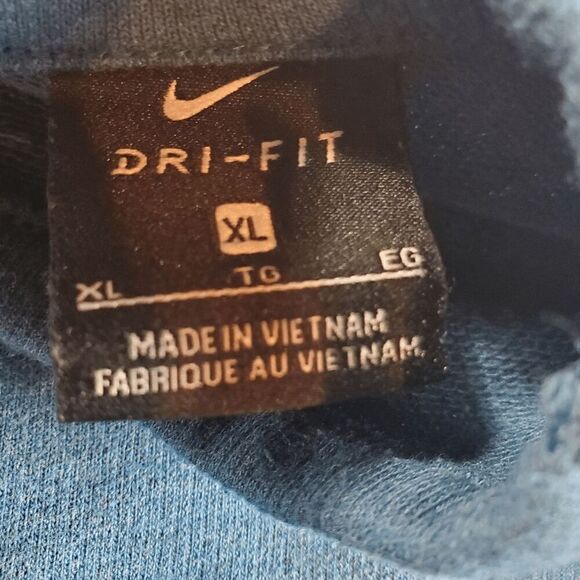 DRI-FIT
XL
XL TG EG
MADE IN VIETNAM
FABRIQUE AU VIETNAM